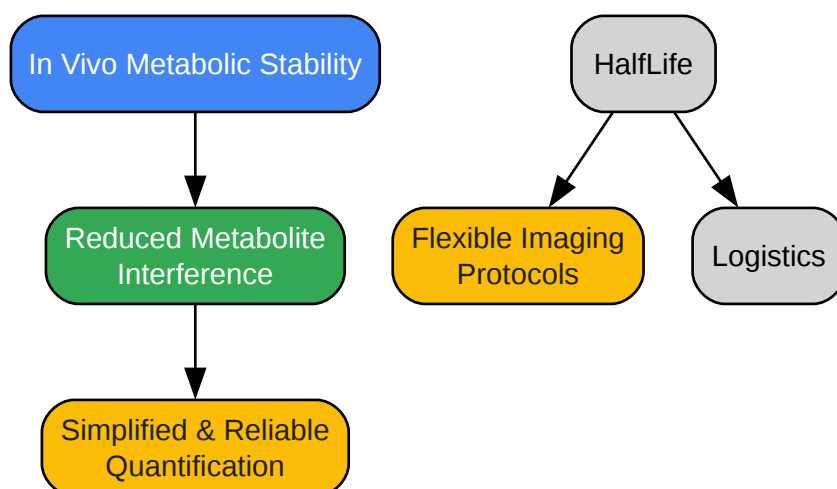 In Vivo Metabolic Stability
HalfLife
Reduced Metabolite
Interference
Flexible Imaging
Protocols
Logistics
Simplified & Reliable
Quantification